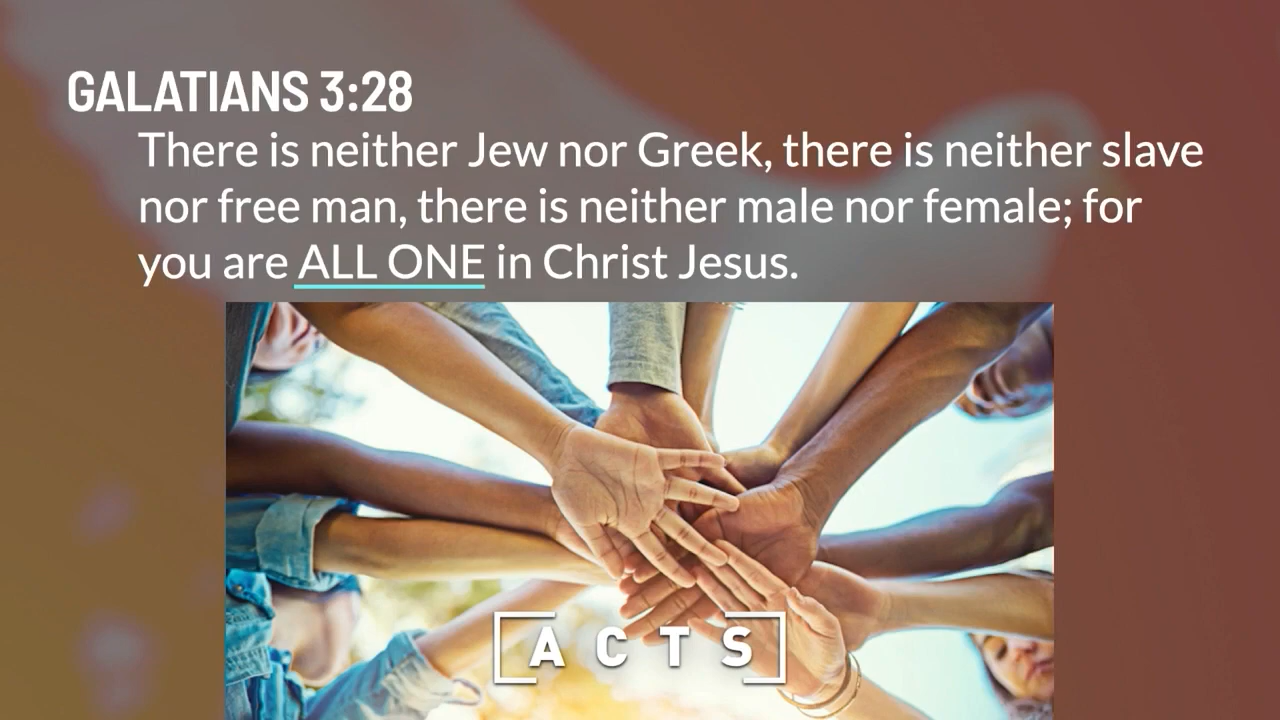 GALATIANS 3:28
There is neither Jew nor Greek, there is neither slave
nor free man, there is neither male nor female; for
you are ALL ONE in Christ Jesus.
ACTS